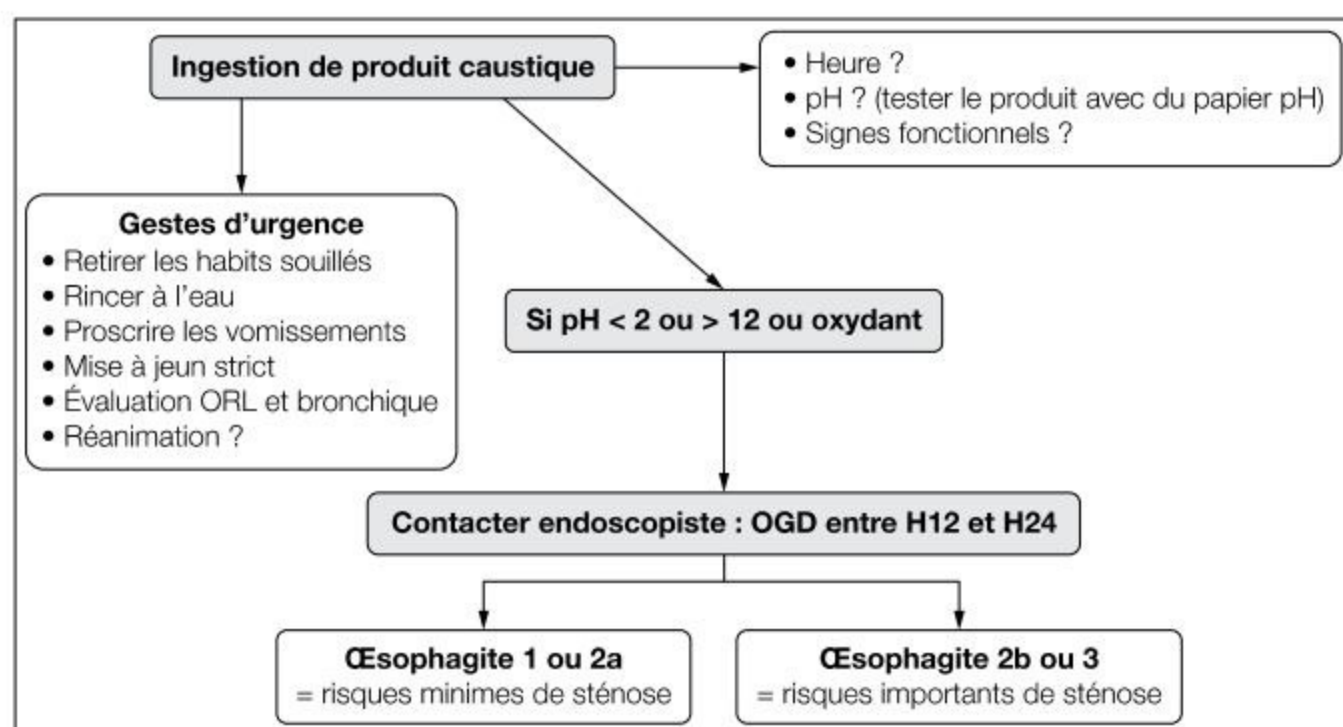 Ingestion de produit caustique
• Heure ?
• pH ? (tester le produit avec du papier pH)
• Signes fonctionnels ?
Gestes d'urgence
• Retirer les habits souillés
• Rincer à l'eau
• Proscrire les vomissements
• Mise à jeun strict
• Évaluation ORL et bronchique
• Réanimation ?
Si pH < 2 ou > 12 ou oxydant
Contacter endoscopiste : OGD entre H12 et H24
Œsophagite 1 ou 2a
= risques minimes de sténose
Œsophagite 2b ou 3
= risques importants de sténose